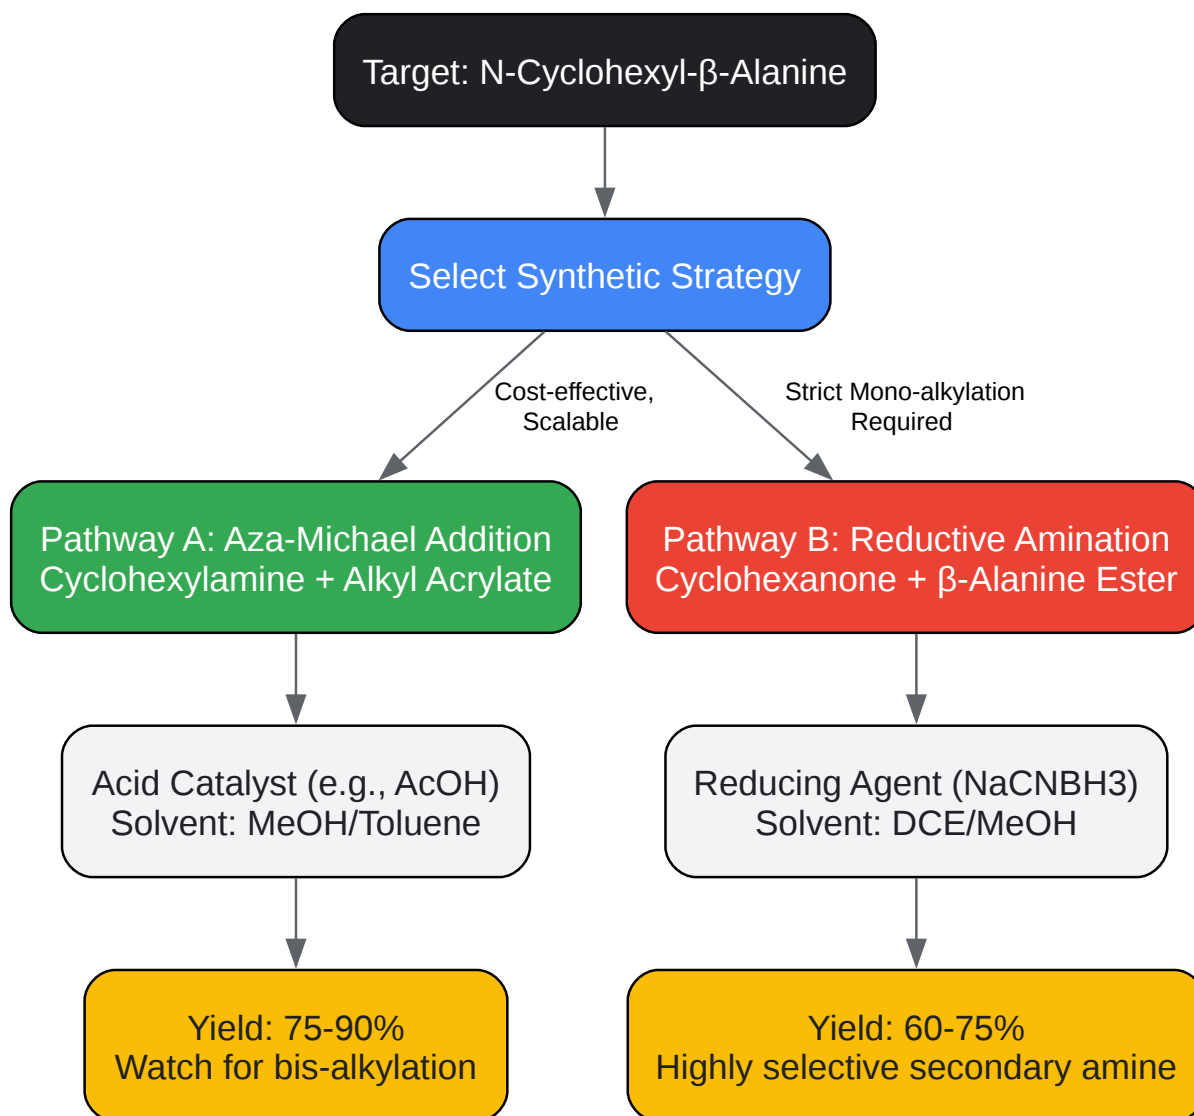 Target: N-Cyclohexyl-β-Alanine
Select Synthetic Strategy
Cost-effective,
Scalable
Strict Mono-alkylation
Required
Pathway A: Aza-Michael Addition
Cyclohexylamine + Alkyl Acrylate
Pathway B: Reductive Amination
Cyclohexanone + β-Alanine Ester
Acid Catalyst (e.g., AcOH)
Solvent: MeOH/Toluene
Reducing Agent (NaCNBH3)
Solvent: DCE/MeOH
Yield: 75-90%
Watch for bis-alkylation
Yield: 60-75%
Highly selective secondary amine